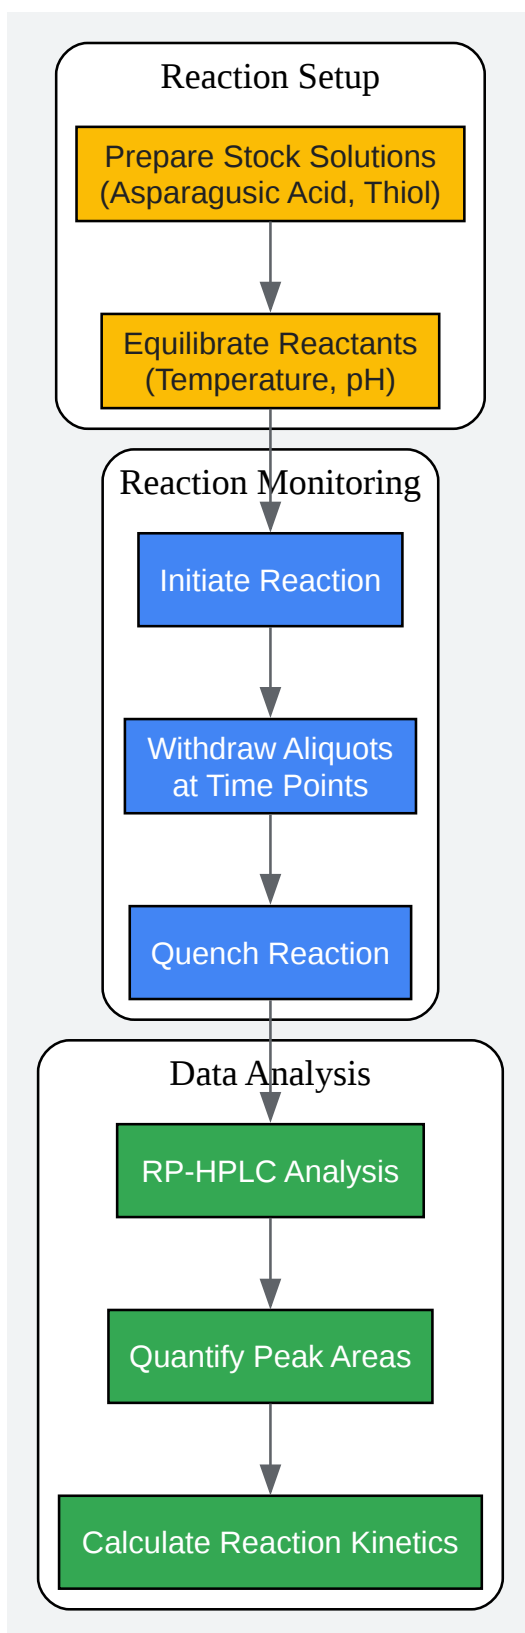 Reaction Setup
Prepare Stock Solutions
(Asparagusic Acid, Thiol)
Equilibrate Reactants
(Temperature, pH)
Reaction Monitoring
Initiate Reaction
Withdraw Aliquots
at Time Points
Quench Reaction
Data Analysis
RP-HPLC Analysis
Quantify Peak Areas
Calculate Reaction Kinetics